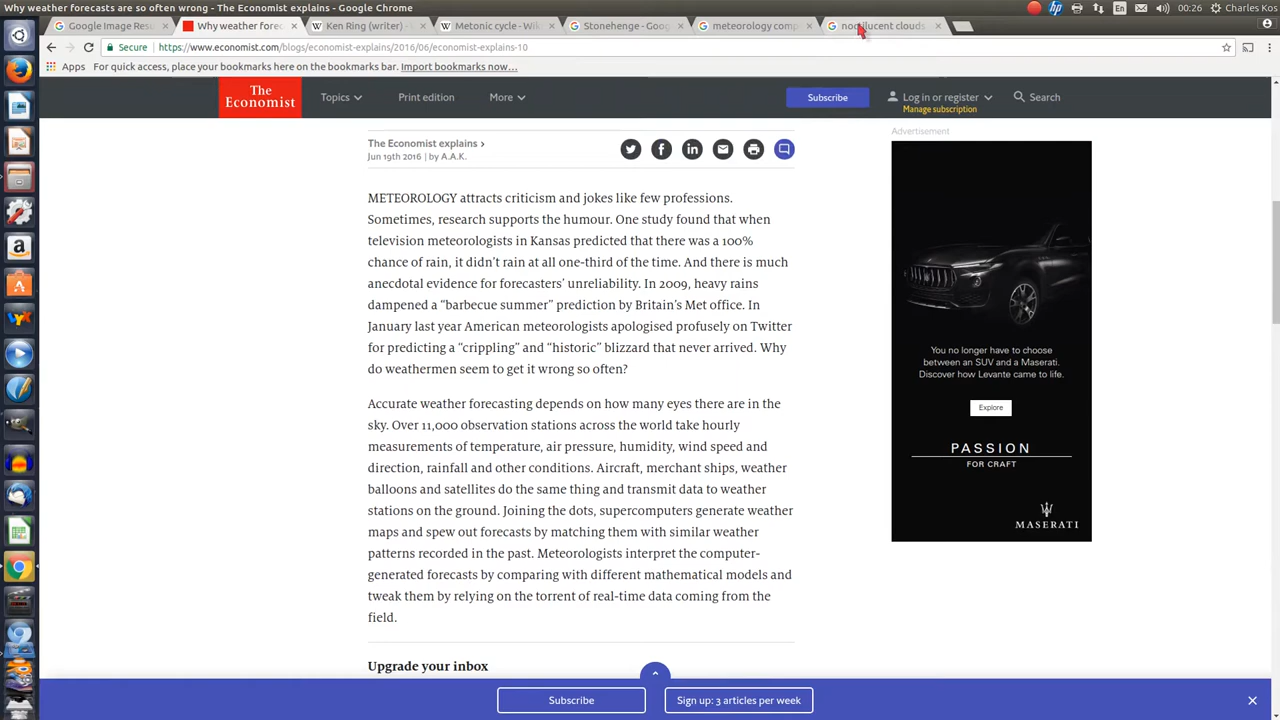 Why weather forecasts are so often wrong - The Economist explains - Google Chrome
En
00:26
Charles Kos
Google Image Res
Why weather forec
Ken Ring (writer) -
Metonic cycle - Wiki
Stonehenge - Goog
meteorology comp
noctilucent clouds
Secure
https://www.economist.com/blogs/economist-explains/2016/06/economist-explains-10
Apps
For quick access, place your bookmarks here on the bookmarks bar. Import bookmarks now...
The
Economist
Topics
Print edition
More
Subscribe
Log in or register
Manage subscription
Search
The Economist explains
Jun 19th 2016 | by A.A.K.
Advertisement
METEOROLOGY attracts criticism and jokes like few professions.
Sometimes, research supports the humour. One study found that when
television meteorologists in Kansas predicted that there was a 100%
chance of rain, it didn't rain at all one-third of the time. And there is much
anecdotal evidence for forecasters' unreliability. In 2009, heavy rains
dampened a “barbecue summer” prediction by Britain's Met office. In
January last year American meteorologists apologised profusely on Twitter
for predicting a “crippling” and “historic” blizzard that never arrived. Why
do weathermen seem to get it wrong so often?
Accurate weather forecasting depends on how many eyes there are in the
sky. Over 11,000 observation stations across the world take hourly
measurements of temperature, air pressure, humidity, wind speed and
direction, rainfall and other conditions. Aircraft, merchant ships, weather
balloons and satellites do the same thing and transmit data to weather
stations on the ground. Joining the dots, supercomputers generate weather
maps and spew out forecasts by matching them with similar weather
patterns recorded in the past. Meteorologists interpret the computer-
generated forecasts by comparing with different mathematical models and
tweak them by relying on the torrent of real-time data coming from the
field.
You no longer have to choose
between an SUV and a Maserati.
Discover how Levante came to life.
Explore
PASSION
FOR CRAFT
MASERATI
Upgrade your inbox
Subscribe
Sign up: 3 articles per week